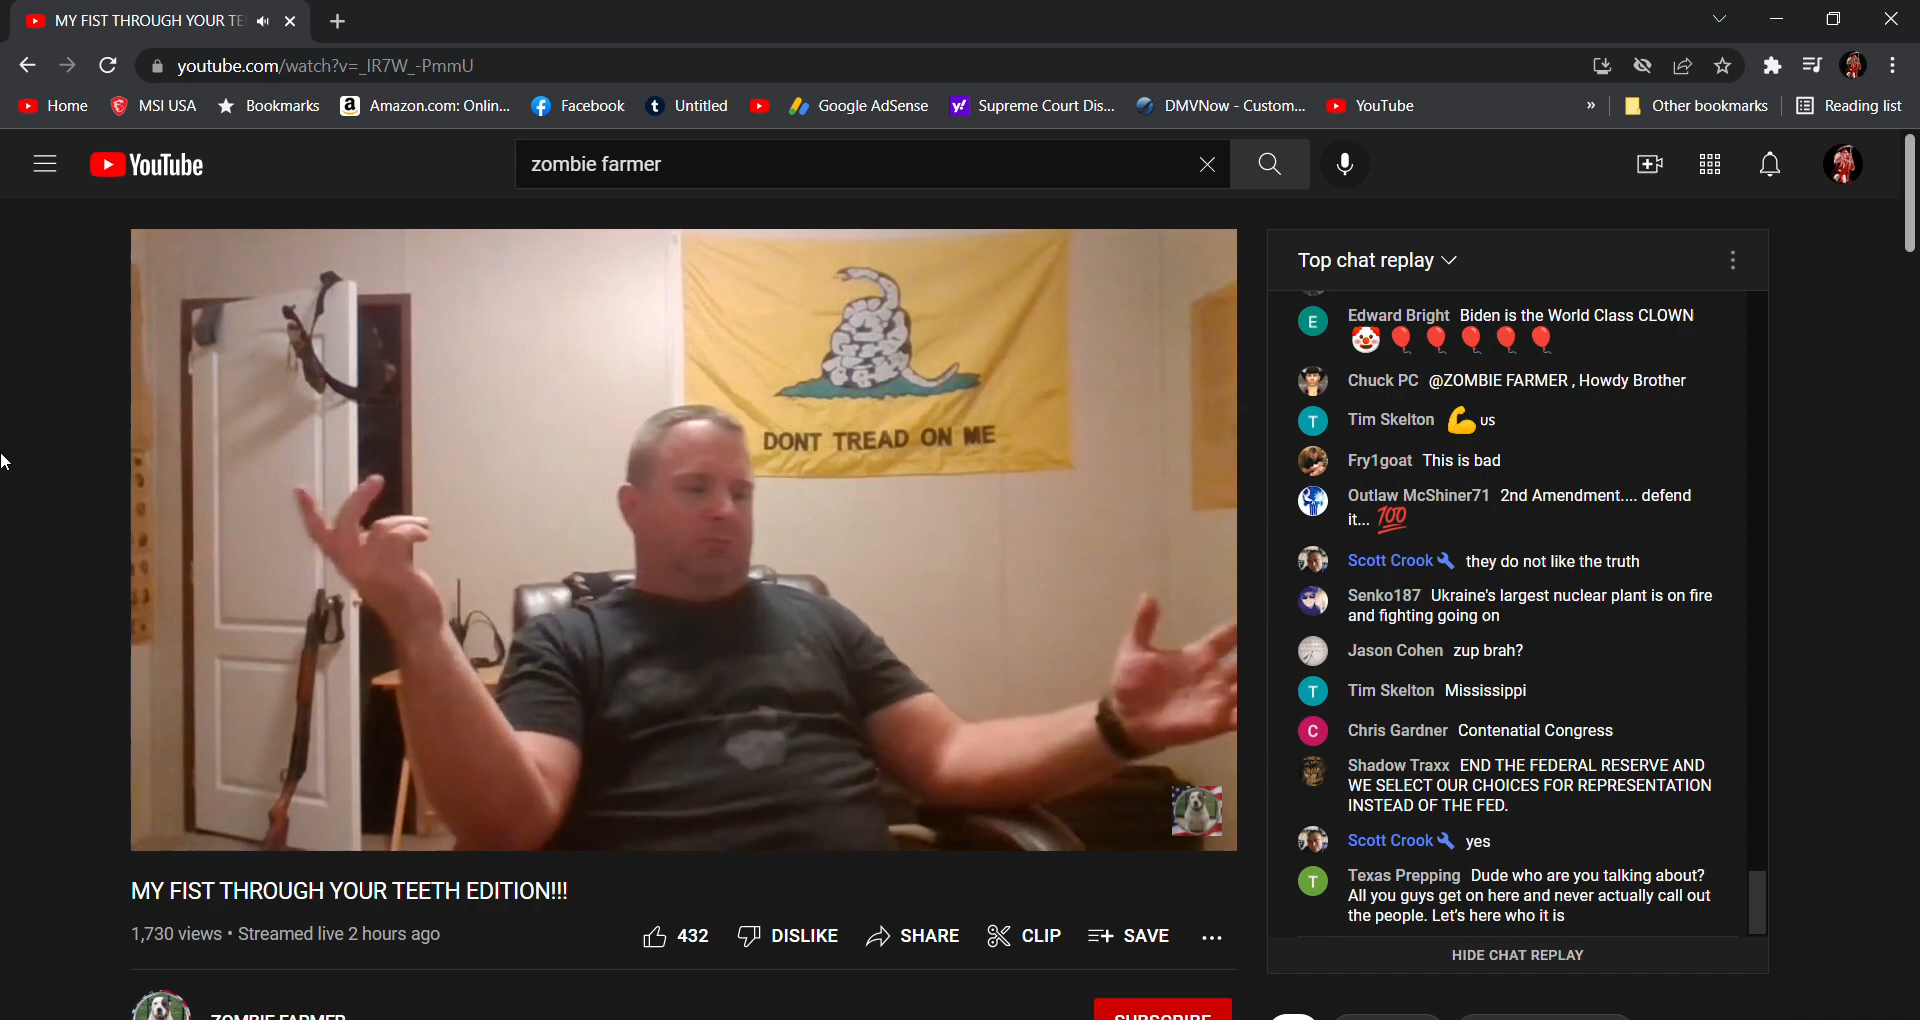 MY FIST THROUGH YOUR TE
youtube.com/watch?v=_IR7W_-PmmU
Home
MSI USA
Bookmarks
Amazon.com: Onlin...
Facebook
Untitled
Google AdSense
Supreme Court Dis...
DMVNow - Custom...
YouTube
»
Other bookmarks
Reading list
YouTube
zombie farmer
DONT TREAD ON ME
Top chat replay
E
Edward Bright Biden is the World Class CLOWN
Chuck PC @ZOMBIE FARMER , Howdy Brother
T
Tim Skelton 💪 us
Fry1goat This is bad
Outlaw McShiner71 2nd Amendment.... defend
it... 💯
Scott Crook they do not like the truth
Senko187 Ukraine's largest nuclear plant is on fire
and fighting going on
Jason Cohen zup brah?
T
Tim Skelton Mississippi
C
Chris Gardner Contenatial Congress
Shadow Traxx END THE FEDERAL RESERVE AND
WE SELECT OUR CHOICES FOR REPRESENTATION
INSTEAD OF THE FED.
Scott Crook yes
T
Texas Prepping Dude who are you talking about?
All you guys get on here and never actually call out
the people. Let's here who it is
HIDE CHAT REPLAY
MY FIST THROUGH YOUR TEETH EDITION!!!
1,730 views • Streamed live 2 hours ago
432
DISLIKE
SHARE
CLIP
SAVE
ZOMBIE FARMER
SUBSCRIBE